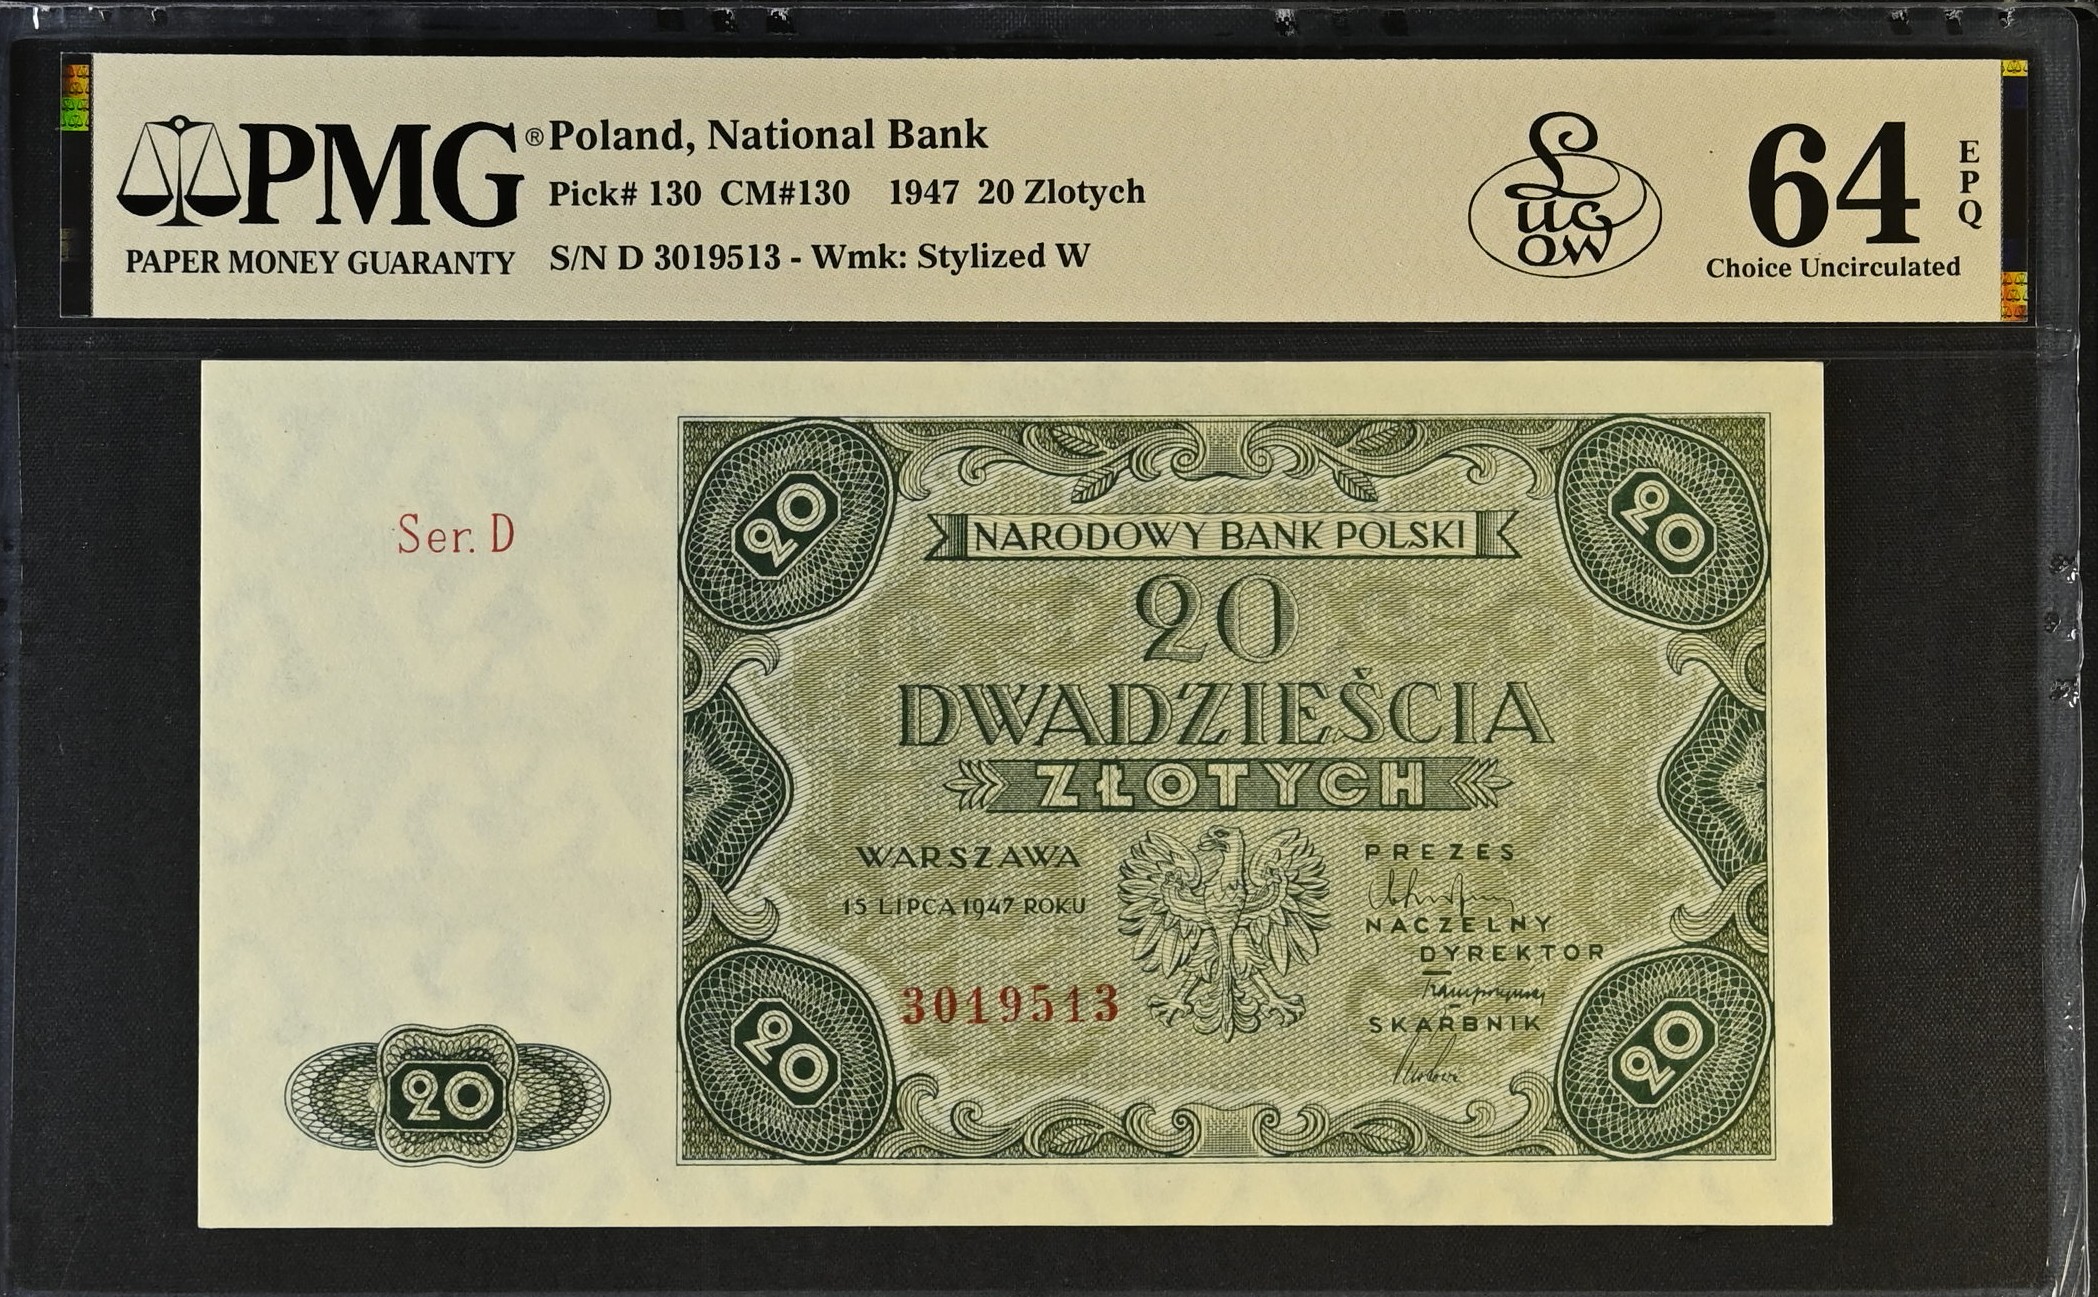 PMG® Poland, National Bank
Pick# 130 CM#130 1947 20 Zlotych
PAPER MONEY GUARANTY S/N D 3019513 - Wmk: Stylized W
LUCOW
64 EPQ
Choice Uncirculated
Ser. D
20 20
NARODOWY BANK POLSKI
20
DWADZIEŚCIA
ZŁOTYCH
WARSZAWA
15 LIPCA 1947 ROKU
PREZES
NACZELNY
DYREKTOR
SKARBNIK
3019513
20 20 20